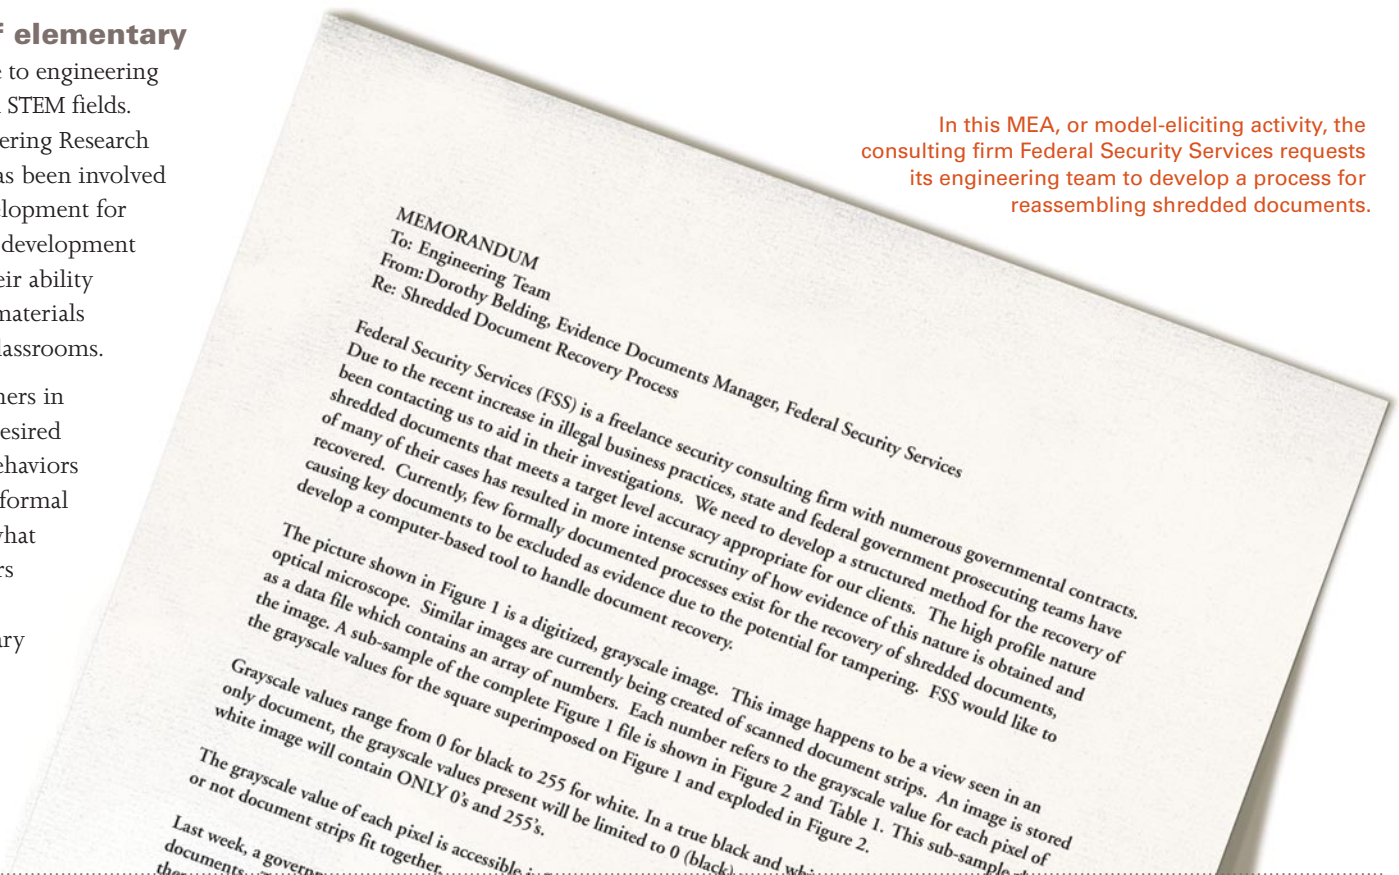 f elementary
e to engineering
STEM fields.
ering Research
as been involved
elopment for
development
eir ability
materials
lassrooms.
ners in
esired
ehaviors
formal
what
rs
ary
In this MEA, or model-eliciting activity, the
consulting firm Federal Security Services requests
its engineering team to develop a process for
reassembling shredded documents.
MEMORANDUM
To: Engineering Team
From: Dorothy Belding, Evidence Documents Manager, Federal Security Services
Re: Shredded Document Recovery Process
Federal Security Services (FSS) is a freelance security consulting firm with numerous governmental contracts.
Due to the recent increase in illegal business practices, state and federal government prosecuting teams have
been contacting us to aid in their investigations. We need to develop a structured method for the recovery of
shredded documents that meets a target level accuracy appropriate for our clients. The high profile nature
of many of their cases has resulted in more intense scrutiny of how evidence of this nature is obtained and
recovered. Currently, few formally documented processes exist for the recovery of shredded documents,
causing key documents to be excluded as evidence due to the potential for tampering. FSS would like to
develop a computer-based tool to handle document recovery.
The picture shown in Figure 1 is a digitized, grayscale image. This image happens to be a view seen in an
optical microscope. Similar images are currently being created of scanned document strips. An image is stored
as a data file which contains an array of numbers. Each number refers to the grayscale value for each pixel of
the image. A sub-sample of the complete Figure 1 file is shown in Figure 2 and Table 1. This sub-sample
the grayscale values for the square superimposed on Figure 1 and exploded in Figure 2.
Grayscale values range from 0 for black to 255 for white. In a true black and
only document, the grayscale values present will be limited to 0 (black)
white image will contain ONLY 0's and 255's.
The grayscale value of each pixel is accessible
or not document strips fit together.
Last week, a
documents